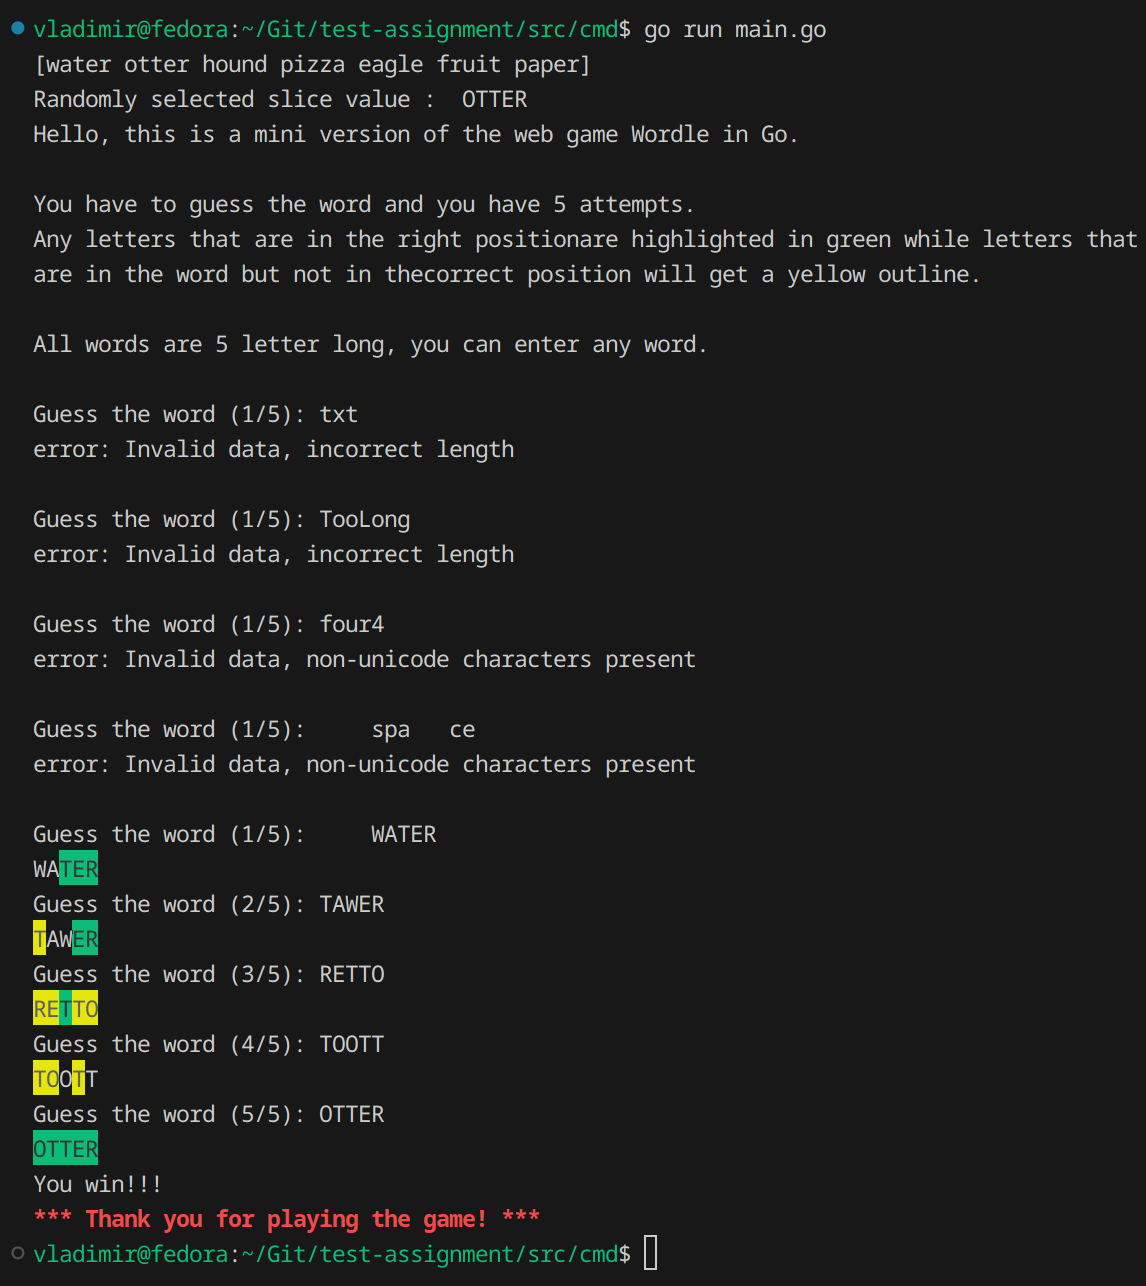 vladimir@fedora:~/Git/test-assignment/src/cmd$ go run main.go
[water otter hound pizza eagle fruit paper]
Randomly selected slice value :  OTTER
Hello, this is a mini version of the web game Wordle in Go.
You have to guess the word and you have 5 attempts.
Any letters that are in the right positionare highlighted in green while letters that
are in the word but not in thecorrect position will get a yellow outline.
All words are 5 letter long, you can enter any word.
Guess the word (1/5): txt
error: Invalid data, incorrect length
Guess the word (1/5): TooLong
error: Invalid data, incorrect length
Guess the word (1/5): four4
error: Invalid data, non-unicode characters present
Guess the word (1/5):     spa   ce
error: Invalid data, non-unicode characters present
Guess the word (1/5):     WATER
WATER
Guess the word (2/5): TAWER
TAWER
Guess the word (3/5): RETTO
RETTO
Guess the word (4/5): TOOTT
TOOTT
Guess the word (5/5): OTTER
OTTER
You win!!!
*** Thank you for playing the game! ***
vladimir@fedora:~/Git/test-assignment/src/cmd$